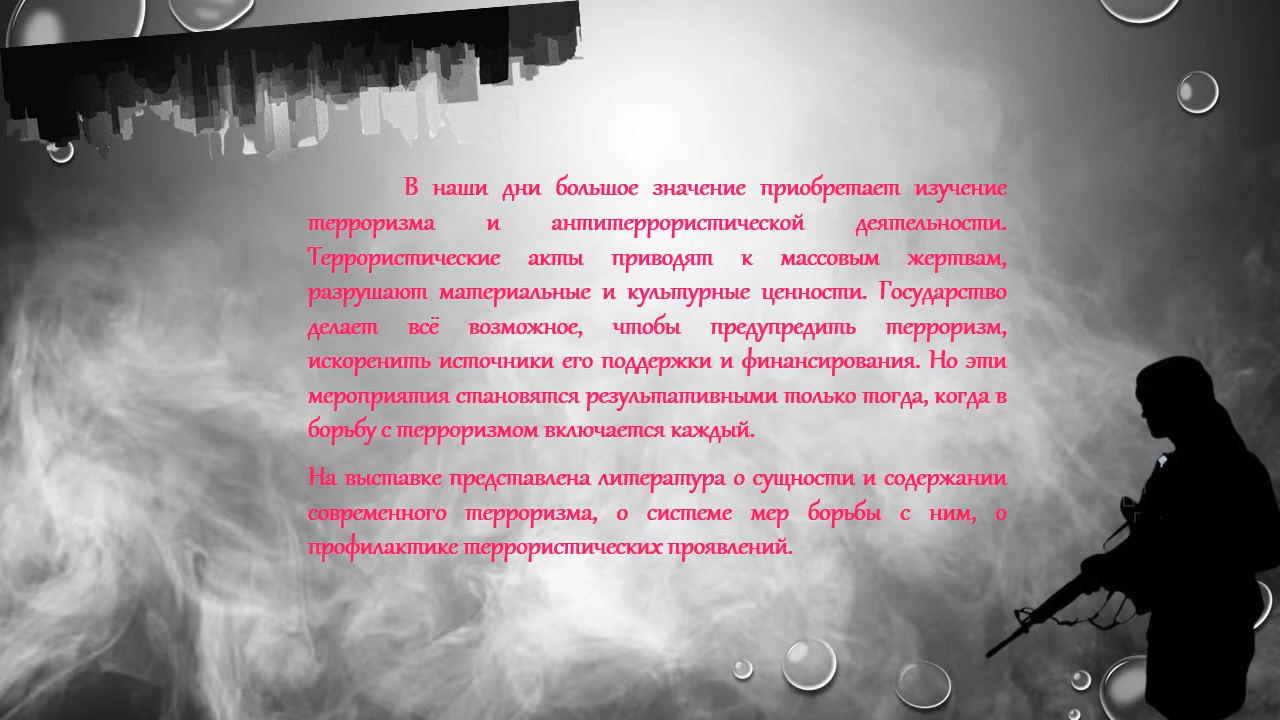 В наши дни большое значение приобретает изучение
терроризма и антитеррористической деятельности.
Террористические акты приводят к массовым жертвам,
разрушают материальные и культурные ценности. Государство
делает всё возможное, чтобы предупредить терроризм,
искоренить источники его поддержки и финансирования. Но эти
мероприятия становятся результативными только тогда, когда в
борьбу с терроризмом включается каждый.
На выставке представлена литература о сущности и содержании
современного терроризма, о системе мер борьбы с ним, о
профилактике террористических проявлений.